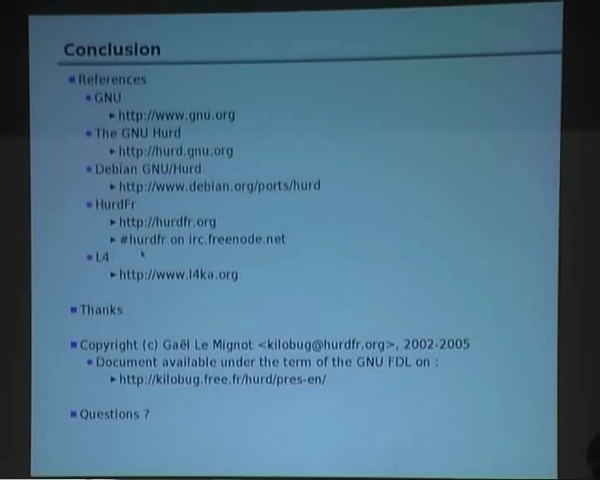 Conclusion
References
GNU
http://www.gnu.org
The GNU Hurd
http://hurd.gnu.org
Debian GNU/Hurd
http://www.debian.org/ports/hurd
HurdFr
http://hurdfr.org
#hurdfr on irc.freenode.net
L4
http://www.l4ka.org
Thanks
Copyright (c) Gaël Le Mignot <kilobug@hurdfr.org>, 2002-2005
Document available under the term of the GNU FDL on :
http://kilobug.free.fr/hurd/pres-en/
Questions ?